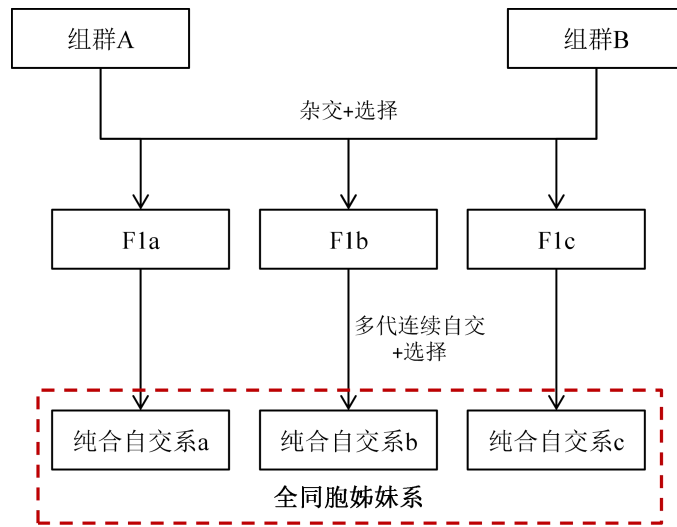 组群A
组群B
杂交+选择
F1a
F1b
F1c
多代连续自交
+选择
纯合自交系a
纯合自交系b
纯合自交系c
全同胞姊妹系